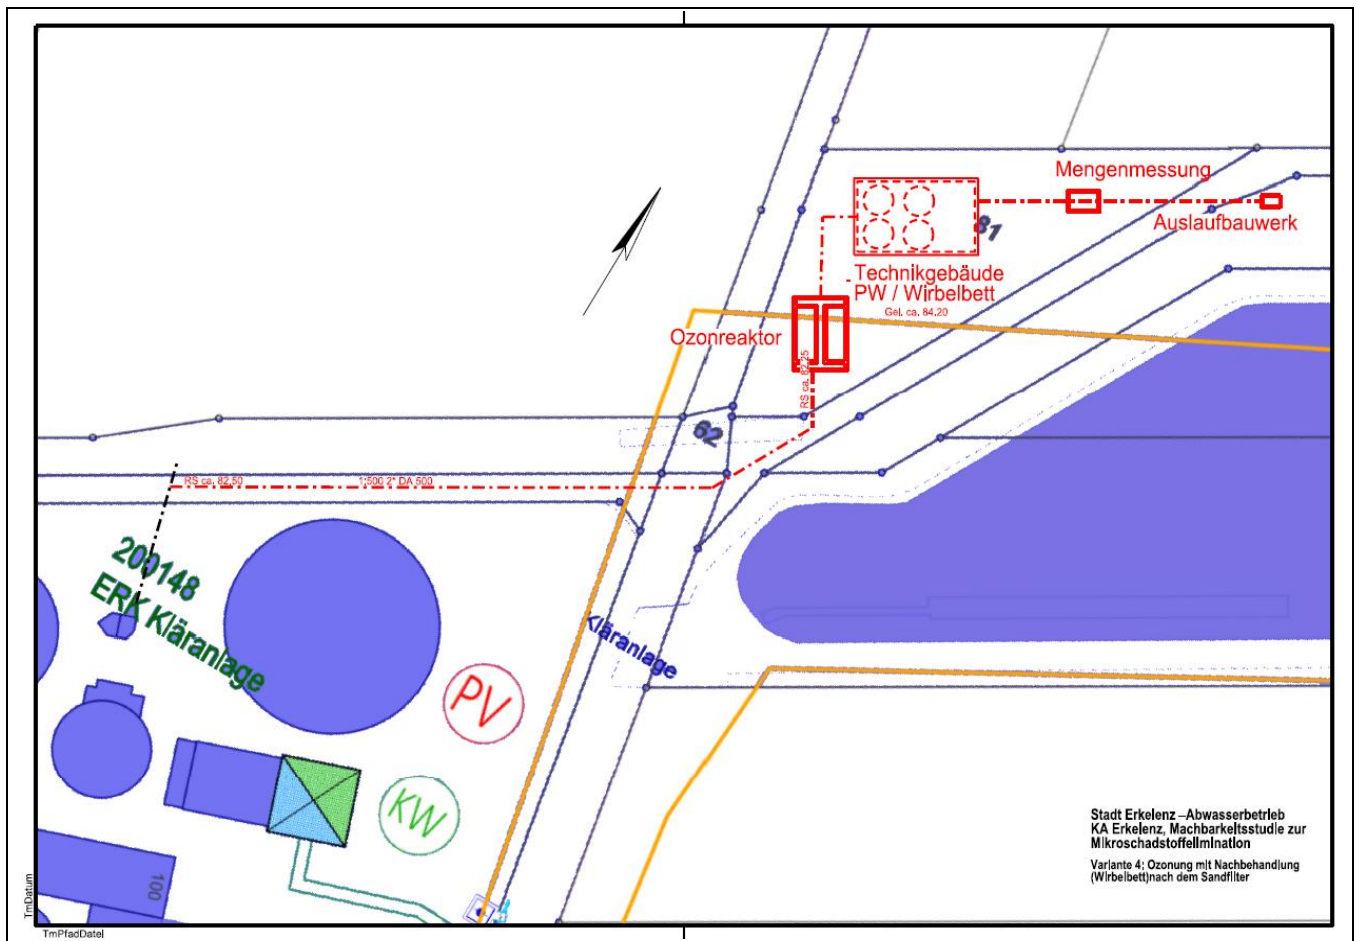 Mengenmessung
81
Auslaufbauwerk
Technikgebäude
PW / Wirbelbett
Gel. ca. 84.20
Ozonreaktor
RS ca. 82.25
62
RS ca. 82.50
1:500 2* DA 500
200148
ERK Kläranlage
Kläranlage
PV
KW
100
Stadt Erkelenz –Abwasserbetrieb
KA Erkelenz, Machbarkeitsstudie zur
Mikroschadstoffelimination
Variante 4: Ozonung mit Nachbehandlung
(Wirbelbett)nach dem Sandfilter
TmDatum
TmPfadDatei